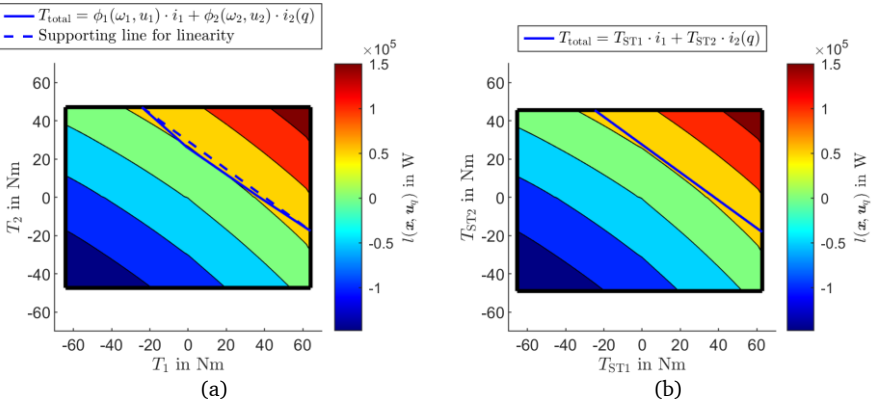 T_total = ϕ₁(ω₁, u₁) · i₁ + ϕ₂(ω₂, u₂) · i₂(q)
Supporting line for linearity
×10⁵
60
40
20
0
-20
-40
-60
T₂ in Nm
-60 -40 -20 0 20 40 60
T₁ in Nm
1.5
1
0.5
0
-0.5
-1
l(x, u_q) in W
(a)
T_total = T_ST1 · i₁ + T_ST2 · i₂(q)
×10⁵
60
40
20
0
-20
-40
-60
T_ST2 in Nm
-60 -40 -20 0 20 40 60
T_ST1 in Nm
1.5
1
0.5
0
-0.5
-1
l(x, u_q) in W
(b)